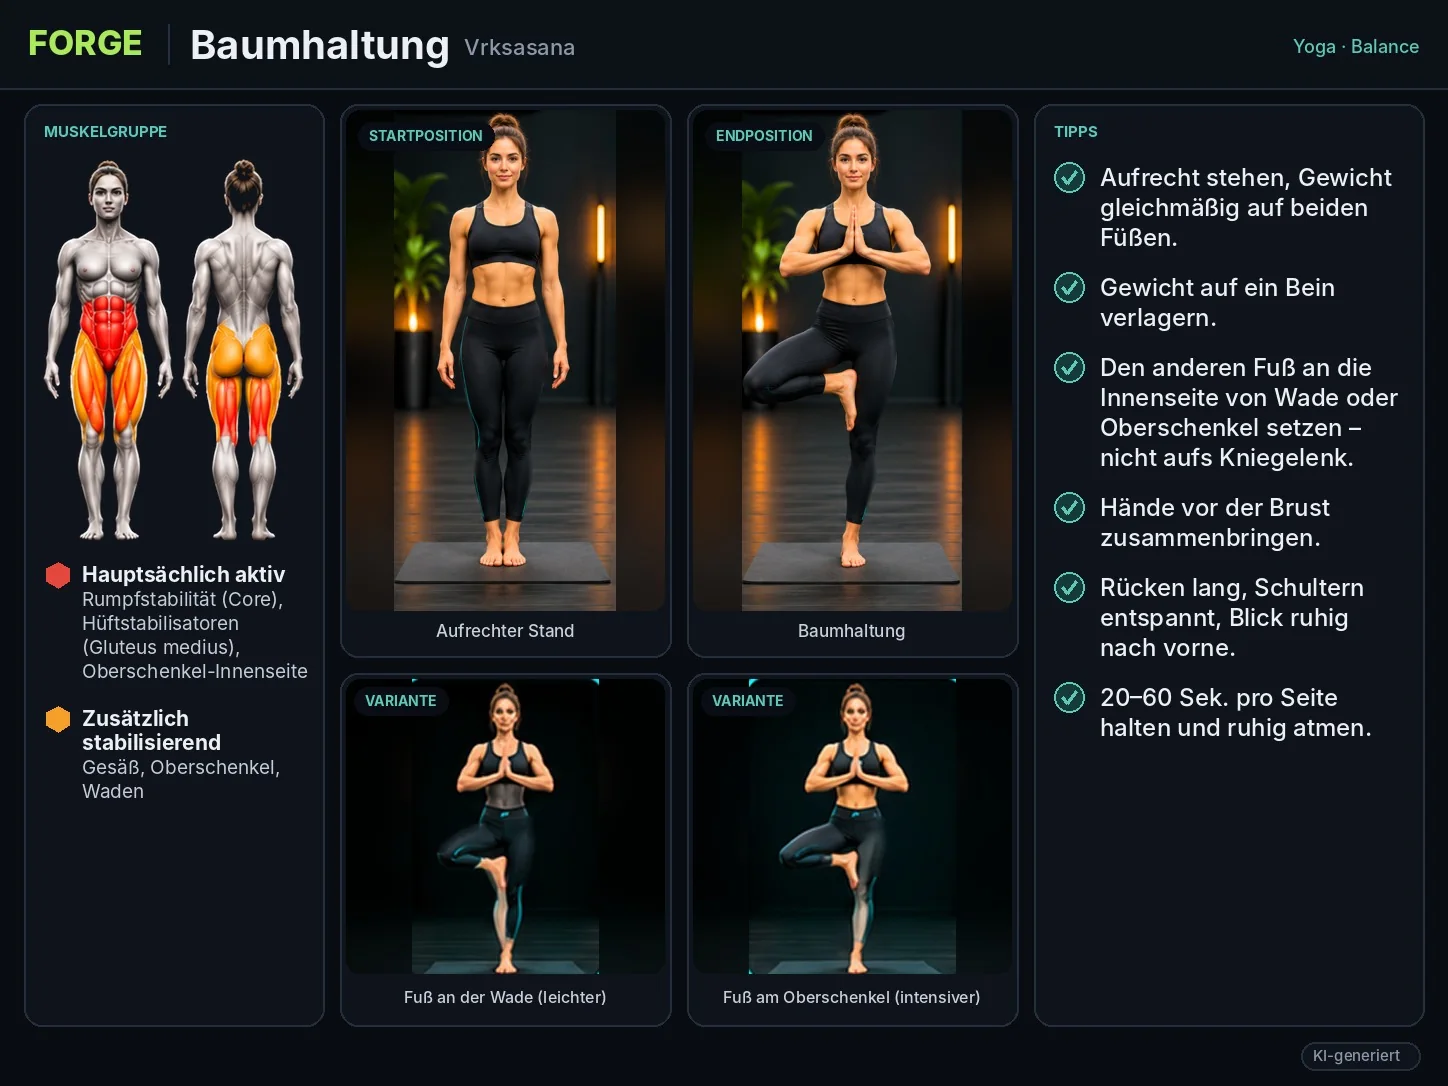 FORGE
Baumhaltung Vrksasana
Yoga · Balance
MUSKELGRUPPE
Hauptsächlich aktiv
Rumpfstabilität (Core),
Hüftstabilisatoren
(Gluteus medius),
Oberschenkel-Innenseite
Zusätzlich
stabilisierend
Gesäß, Oberschenkel,
Waden
STARTPOSITION
Aufrechter Stand
ENDPOSITION
Baumhaltung
VARIANTE
Fuß an der Wade (leichter)
VARIANTE
Fuß am Oberschenkel (intensiver)
TIPPS
Aufrecht stehen, Gewicht
gleichmäßig auf beiden
Füßen.
Gewicht auf ein Bein
verlagern.
Den anderen Fuß an die
Innenseite von Wade oder
Oberschenkel setzen –
nicht aufs Kniegelenk.
Hände vor der Brust
zusammenbringen.
Rücken lang, Schultern
entspannt, Blick ruhig
nach vorne.
20–60 Sek. pro Seite
halten und ruhig atmen.
KI-generiert